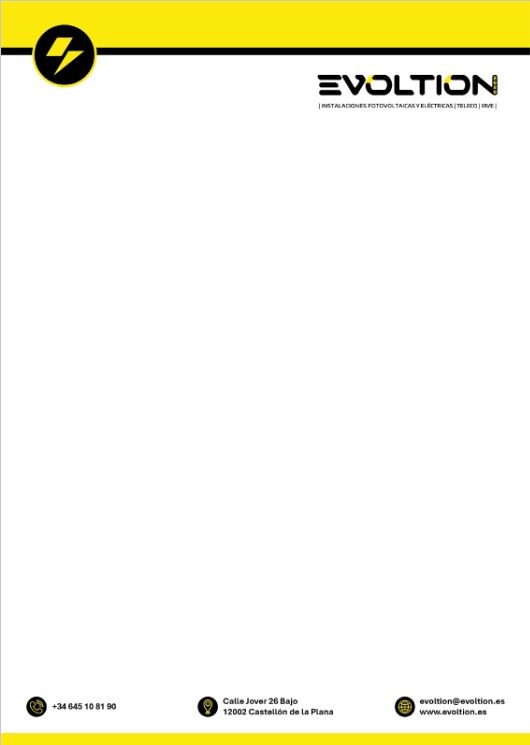 EVOLTION
| INSTALACIONES FOTOVOLTAICAS Y ELÉCTRICAS | TELECO | IRVE |
+34 645 10 81 90
Calle Jover 26 Bajo
12002 Castellón de la Plana
evoltion@evoltion.es
www.evoltion.es